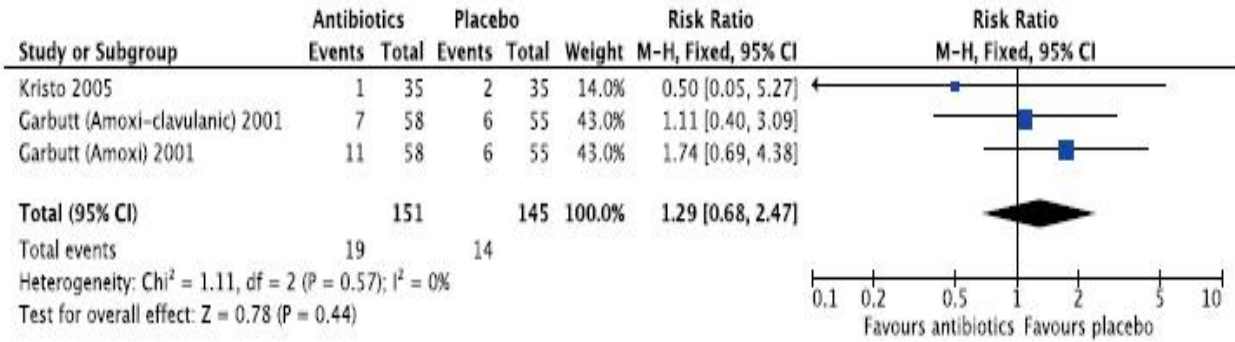 Antibiotics Placebo Risk Ratio Risk Ratio
Study or Subgroup Events Total Events Total Weight M-H, Fixed, 95% CI M-H, Fixed, 95% CI
Kristo 2005 1 35 2 35 14.0% 0.50 [0.05, 5.27]
Garbutt (Amoxi-clavulanic) 2001 7 58 6 55 43.0% 1.11 [0.40, 3.09]
Garbutt (Amoxi) 2001 11 58 6 55 43.0% 1.74 [0.69, 4.38]
Total (95% CI) 151 145 100.0% 1.29 [0.68, 2.47]
Total events 19 14
Heterogeneity: Chi² = 1.11, df = 2 (P = 0.57); I² = 0%
Test for overall effect: Z = 0.78 (P = 0.44)
0.1 0.2 0.5 1 2 5 10
Favours antibiotics Favours placebo